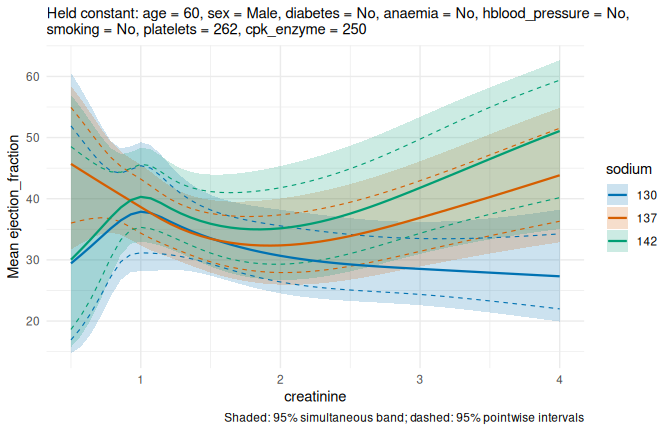 Held constant: age = 60, sex = Male, diabetes = No, anaemia = No, hblood_pressure = No,
smoking = No, platelets = 262, cpk_enzyme = 250
Mean ejection_fraction
60
50
40
30
20
1
2
3
4
creatinine
sodium
130
137
142
Shaded: 95% simultaneous band; dashed: 95% pointwise intervals